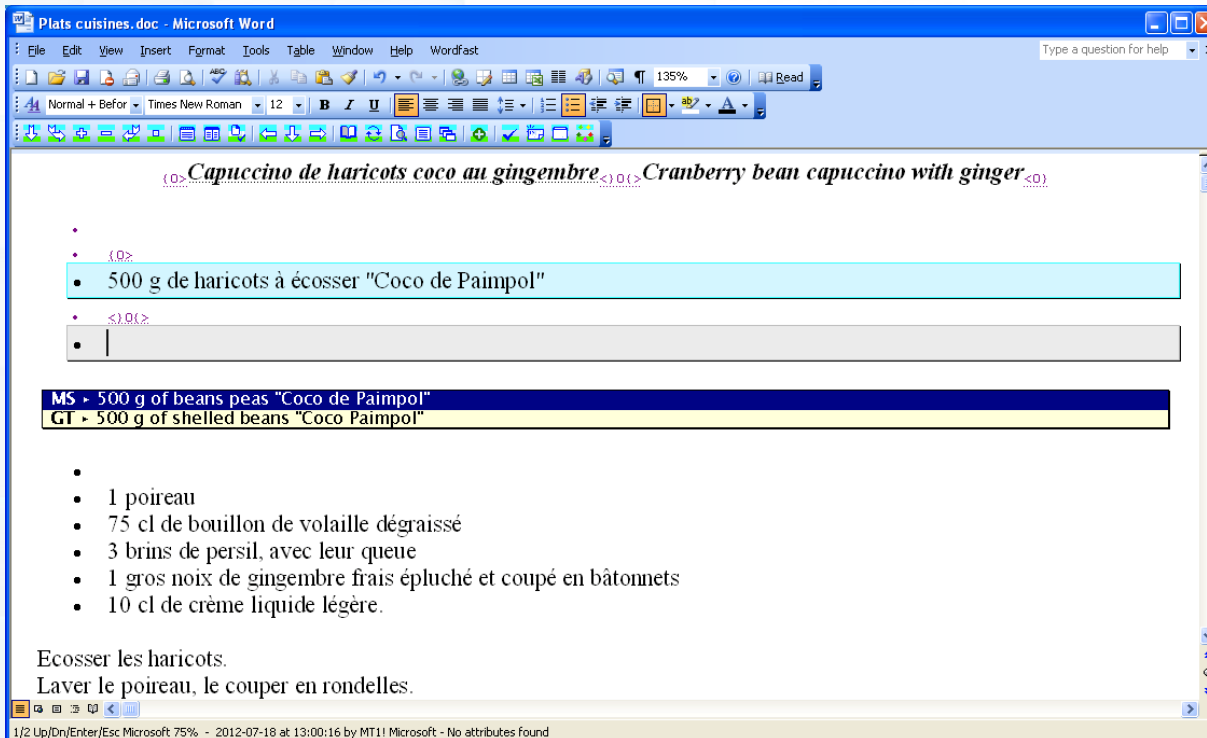 Plats cuisines.doc - Microsoft Word
File Edit View Insert Format Tools Table Window Help Wordfast Type a question for help
135% Read
Normal + Befor Times New Roman 12 B I U
{0>Capuccino de haricots coco au gingembre<}0{>Cranberry bean capuccino with ginger<0}
{0>
• 500 g de haricots à écosser "Coco de Paimpol"
<}0{>
MS ▸ 500 g of beans peas "Coco de Paimpol"
GT ▸ 500 g of shelled beans "Coco Paimpol"
• 1 poireau
• 75 cl de bouillon de volaille dégraissé
• 3 brins de persil, avec leur queue
• 1 gros noix de gingembre frais épluché et coupé en bâtonnets
• 10 cl de crème liquide légère.
Ecosser les haricots.
Laver le poireau, le couper en rondelles.
1/2 Up/Dn/Enter/Esc Microsoft 75% - 2012-07-18 at 13:00:16 by MT1! Microsoft - No attributes found